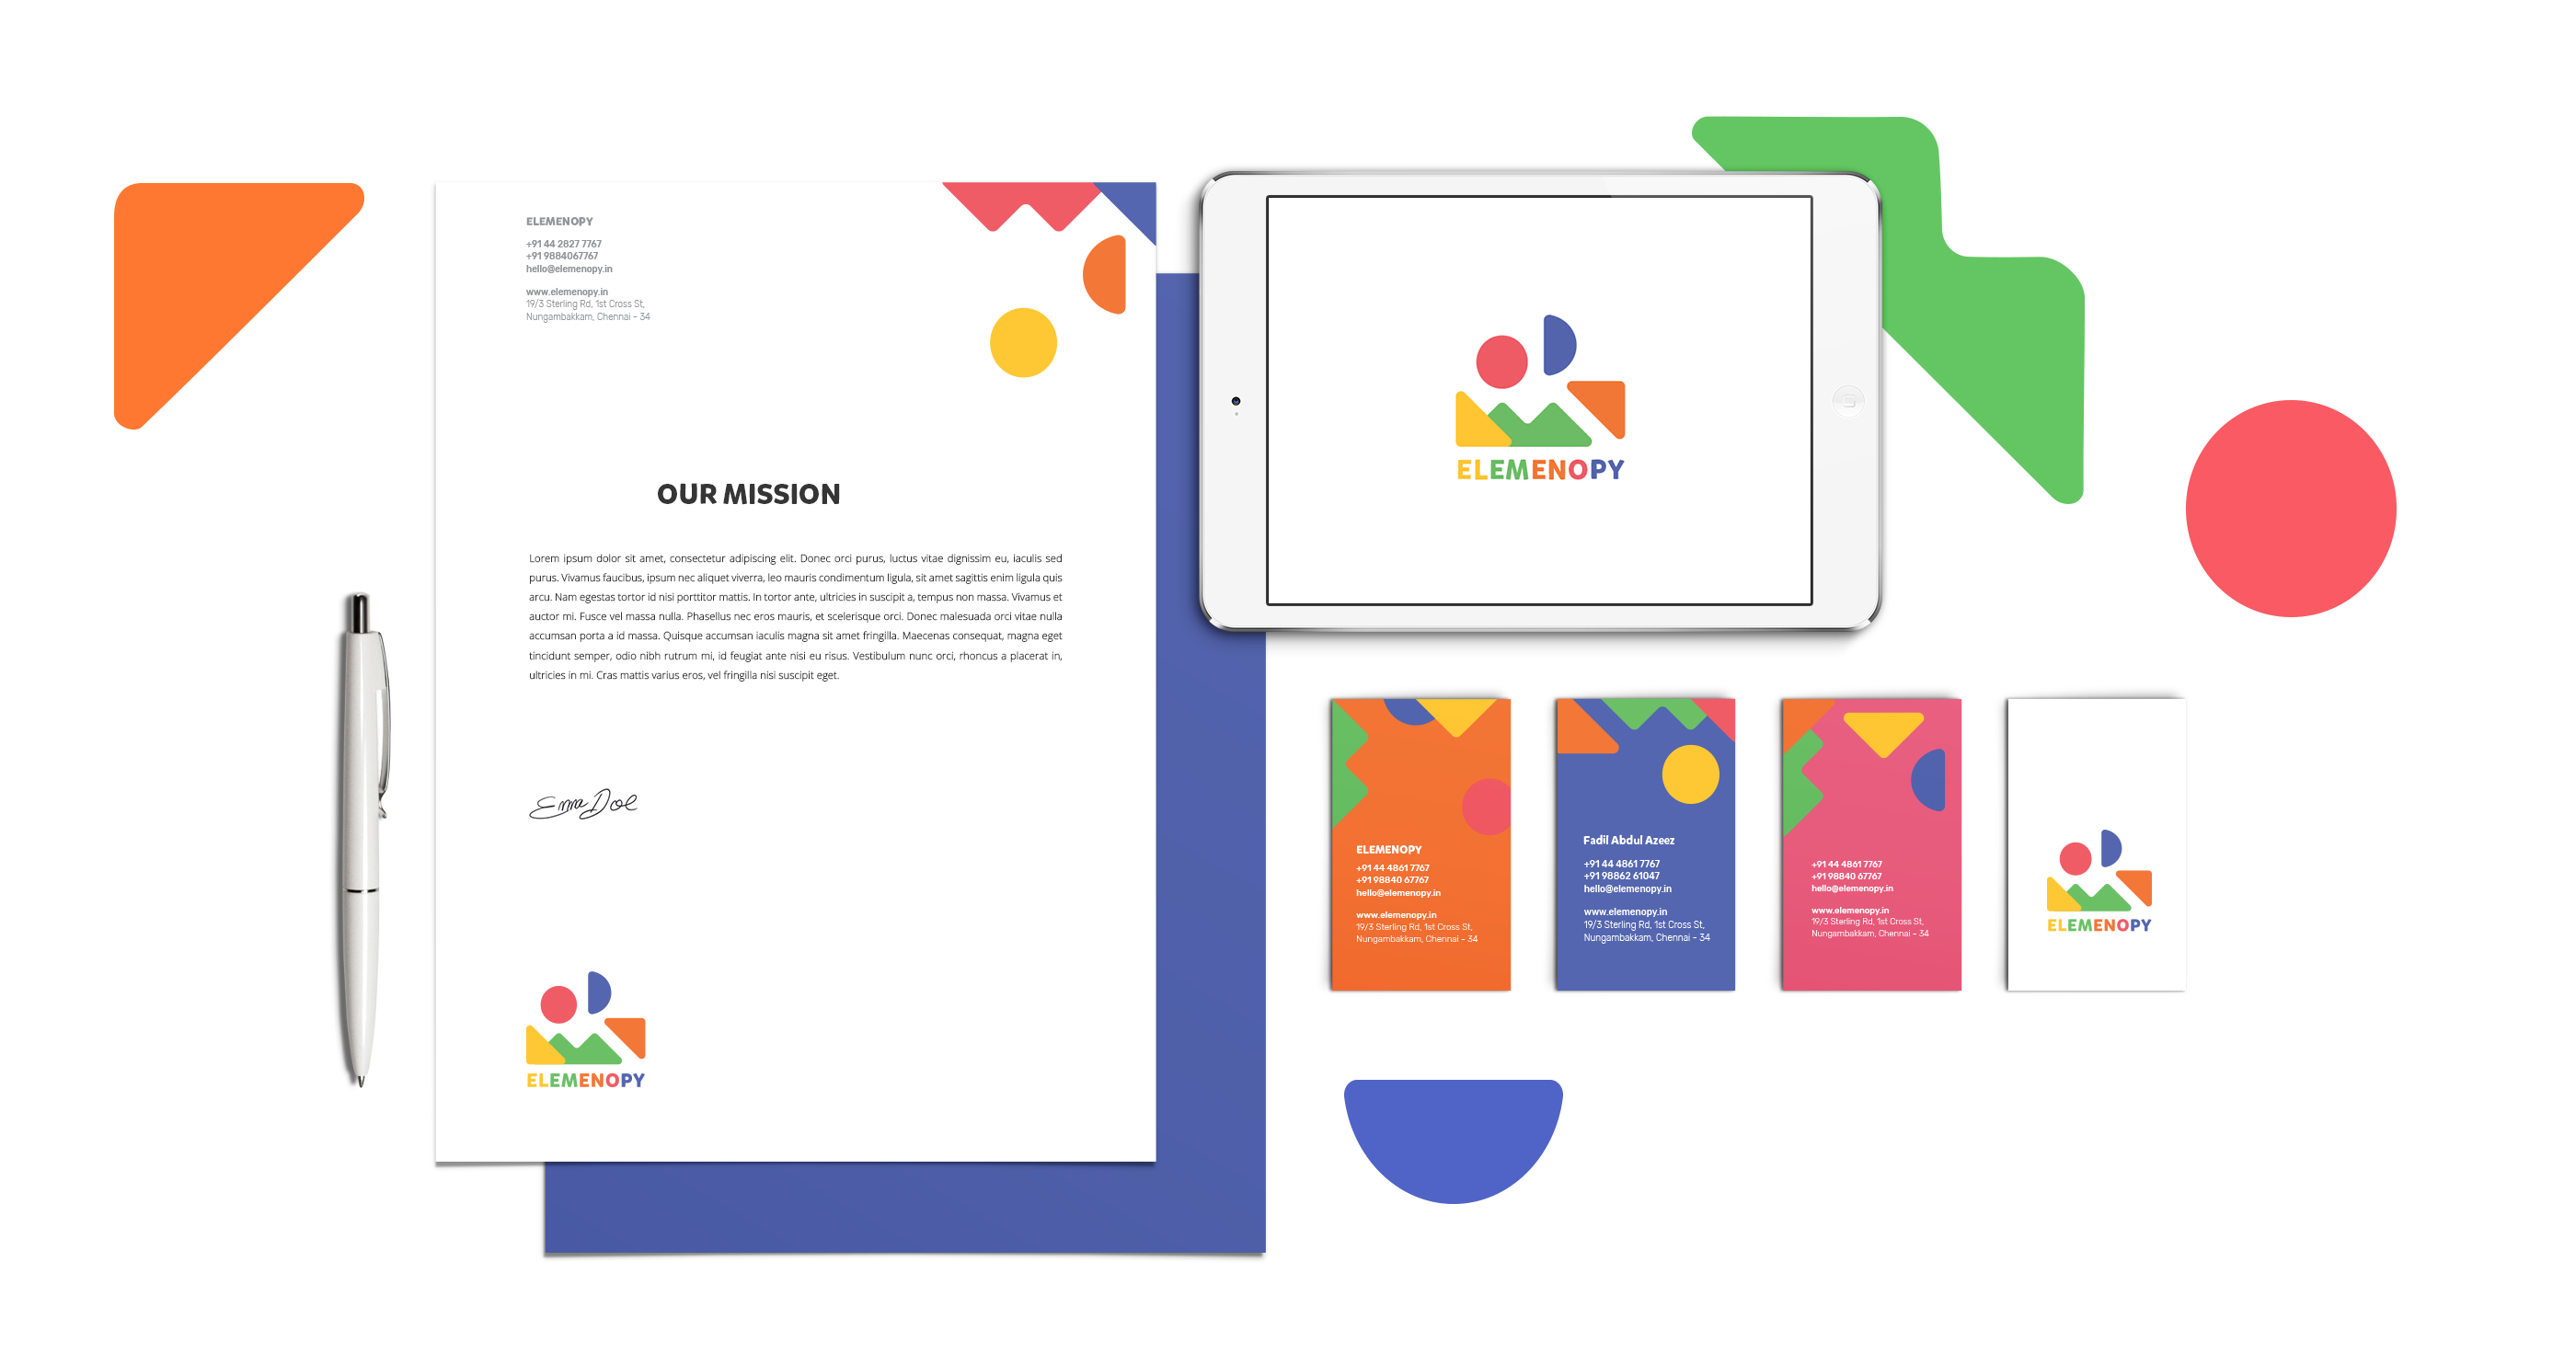 ELEMENOPY
+91 44 2827 7767
+91 9884067767
hello@elemenopy.in
www.elemenopy.in
19/3 Sterling Rd, 1st Cross St,
Nungambakkam, Chennai - 34
OUR MISSION
Lorem ipsum dolor sit amet, consectetur adipiscing elit. Donec orci purus, luctus vitae dignissim eu, iaculis sed
purus. Vivamus faucibus, ipsum nec aliquet viverra, leo mauris condimentum ligula, sit amet sagittis enim ligula quis
arcu. Nam egestas tortor id nisi porttitor mattis. In tortor ante, ultricies in suscipit a, tempus non massa. Vivamus et
auctor mi. Fusce vel massa nulla. Phasellus nec eros mauris, et scelerisque orci. Donec malesuada orci vitae nulla
accumsan porta a id massa. Quisque accumsan iaculis magna sit amet fringilla. Maecenas consequat, magna eget
tincidunt semper, odio nibh rutrum mi, id feugiat ante nisi eu risus. Vestibulum nunc orci, rhoncus a placerat in,
ultricies in mi. Cras mattis varius eros, vel fringilla nisi suscipit eget.
Emma Doe
ELEMENOPY
ELEMENOPY
ELEMENOPY
+91 44 4861 7767
+91 98840 67767
hello@elemenopy.in
www.elemenopy.in
19/3 Sterling Rd, 1st Cross St,
Nungambakkam, Chennai - 34
Fadil Abdul Azeez
+91 44 4861 7767
+91 98862 61047
hello@elemenopy.in
www.elemenopy.in
19/3 Sterling Rd, 1st Cross St,
Nungambakkam, Chennai - 34
+91 44 4861 7767
+91 98840 67767
hello@elemenopy.in
www.elemenopy.in
19/3 Sterling Rd, 1st Cross St,
Nungambakkam, Chennai - 34
ELEMENOPY